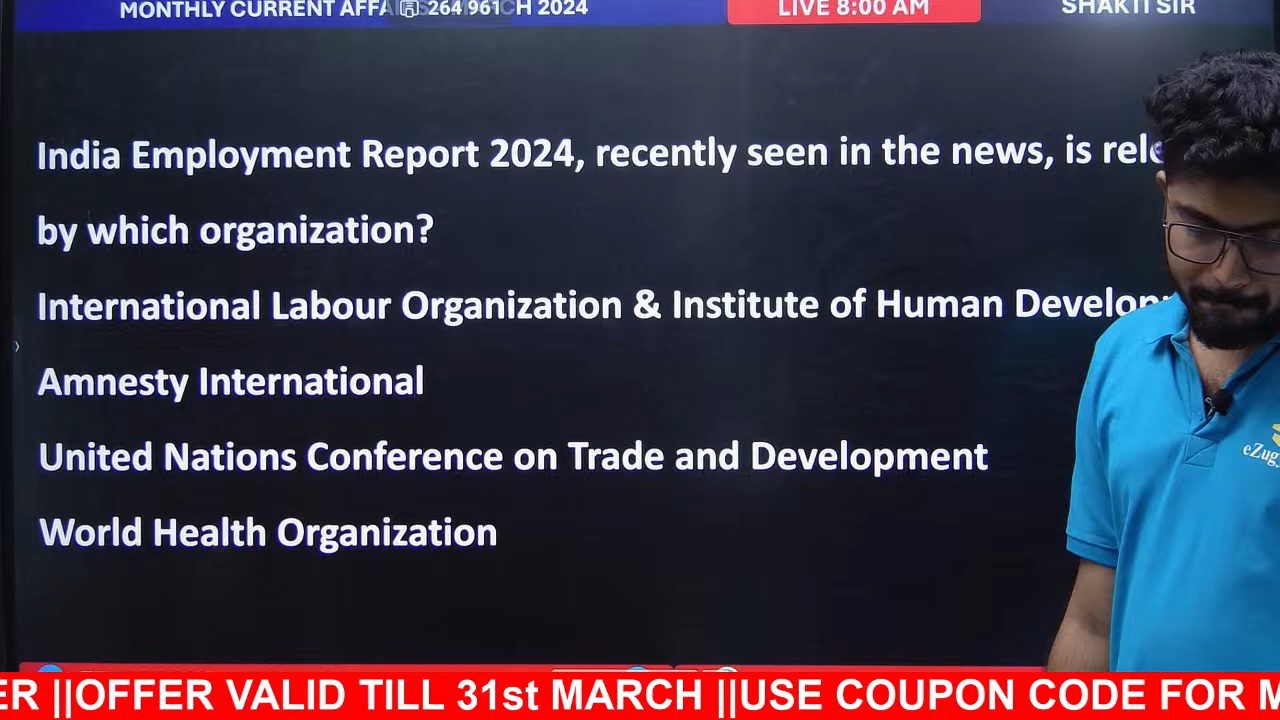 MONTHLY CURRENT AFFA 264 961 CH 2024
LIVE 8:00 AM
SHAKTI SIR
India Employment Report 2024, recently seen in the news, is rele
by which organization?
International Labour Organization & Institute of Human Develop
Amnesty International
United Nations Conference on Trade and Development
World Health Organization
eZug
ER ||OFFER VALID TILL 31st MARCH ||USE COUPON CODE FOR M